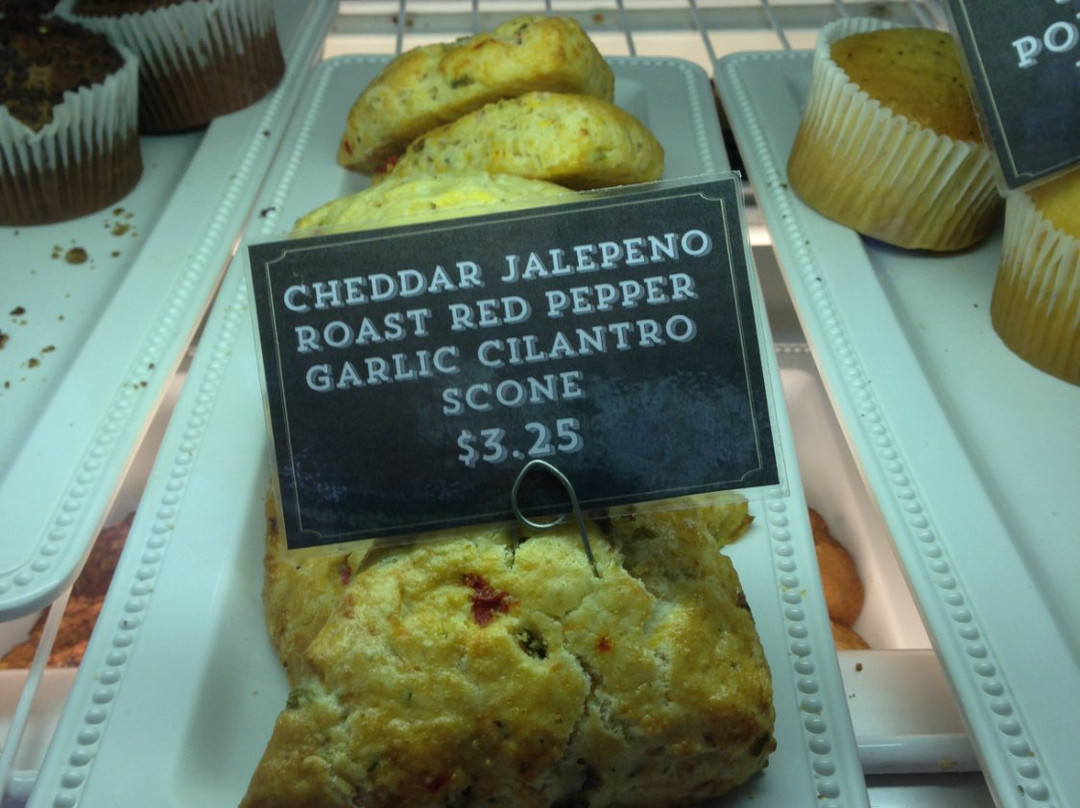 CHEDDAR JALEPENO
ROAST RED PEPPER
GARLIC CILANTRO
SCONE
$3.25